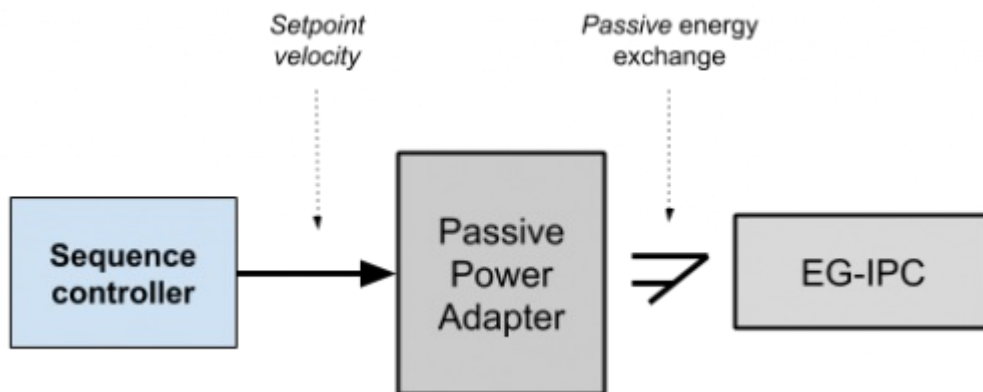 Setpoint
velocity
Passive energy
exchange
Sequence
controller
Passive
Power
Adapter
EG-IPC